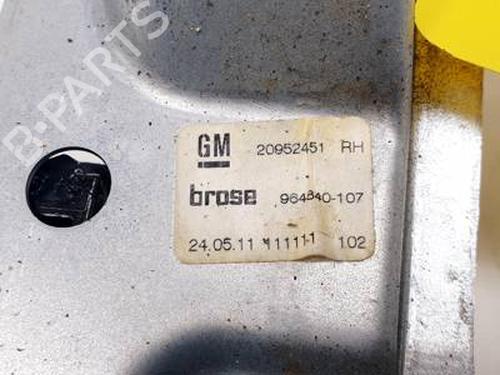 B-PARTS
GM 20952451 RH
brose 964840-107
24.05.11 111111 102